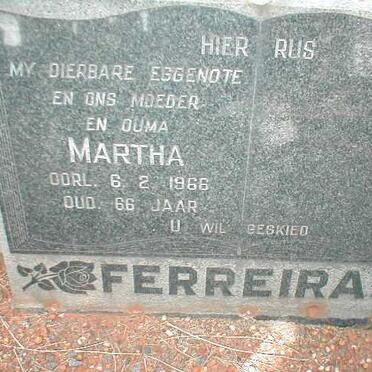 HIER RUS
MY DIERBARE EGGENOTE
EN ONS MOEDER
EN OUMA
MARTHA
OORL. 6. 2. 1966
OUD. 66 JAAR
U WIL GESKIED
FERREIRA